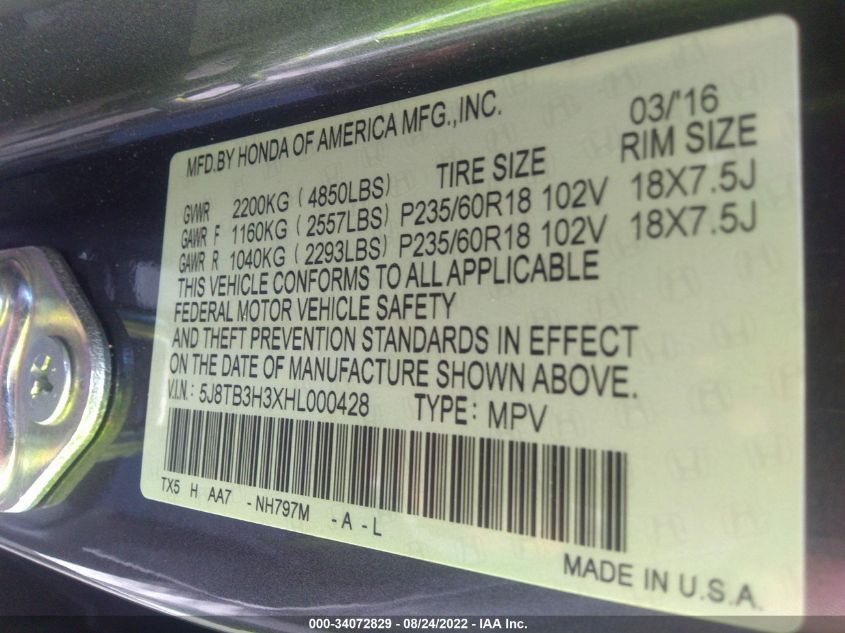 MFD.BY HONDA OF AMERICA MFG.,INC. 03/'16
TIRE SIZE RIM SIZE
GVWR 2200KG (4850LBS)
GAWR F 1160KG (2557LBS) P235/60R18 102V 18X7.5J
GAWR R 1040KG (2293LBS) P235/60R18 102V 18X7.5J
THIS VEHICLE CONFORMS TO ALL APPLICABLE
FEDERAL MOTOR VEHICLE SAFETY
AND THEFT PREVENTION STANDARDS IN EFFECT
ON THE DATE OF MANUFACTURE SHOWN ABOVE.
V.I.N.: 5J8TB3H3XHL000428 TYPE: MPV
TX5 H AA7 -NH797M -A-L
MADE IN U.S.A.
000-34072829 - 08/24/2022 - IAA Inc.